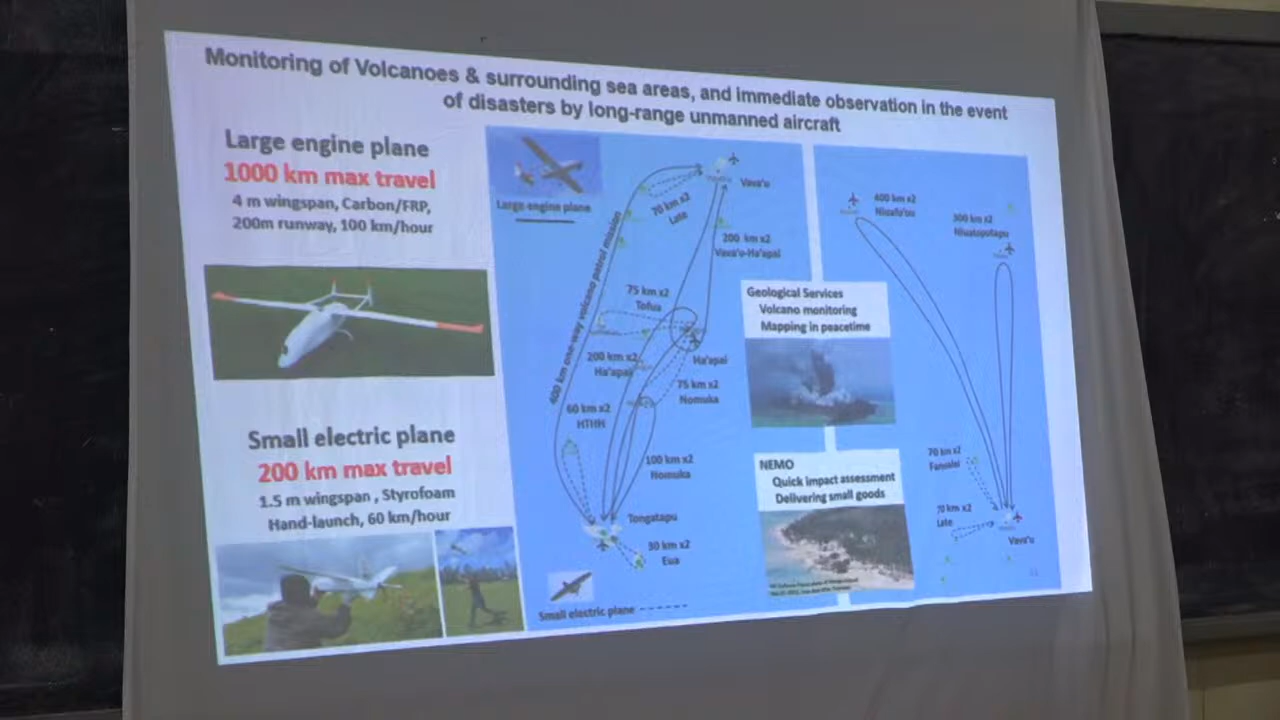 Monitoring of Volcanoes & surrounding sea areas, and immediate observation in the event
of disasters by long-range unmanned aircraft
Large engine plane
1000 km max travel
4 m wingspan, Carbon/FRP,
200m runway, 100 km/hour
Small electric plane
200 km max travel
1.5 m wingspan , Styrofoam
Hand-launch, 60 km/hour
Large engine plane
400 km one-way volcano patrol mission
Vava'u
70 km x2
Late
200 km x2
Vava'u-Ha'apai
75 km x2
Tofua
200 km x2
Ha'apai
Ha'apai
75 km x2
Nomuka
60 km x2
HTHH
100 km x2
Nomuka
Tongatapu
30 km x2
Eua
Small electric plane
Geological Services
Volcano monitoring
Mapping in peacetime
NEMO
Quick impact assessment
Delivering small goods
400 km x2
Niuafo'ou
300 km x2
Niuatoputapu
70 km x2
70 km x2
Late
Vava'u